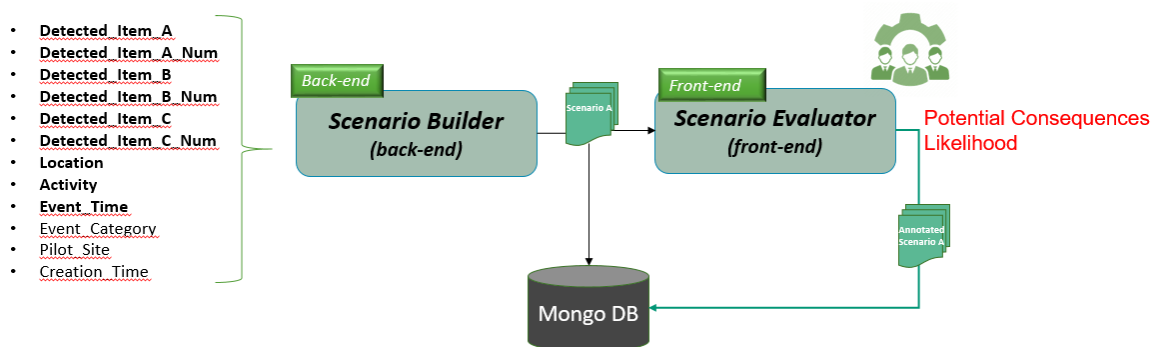 Detected_Item_A
Detected_Item_A_Num
Detected_Item_B
Detected_Item_B_Num
Detected_Item_C
Detected_Item_C_Num
Location
Activity
Event_Time
Event_Category
Pilot_Site
Creation_Time
Back-end
Scenario Builder
(back-end)
Scenario A
Front-end
Scenario Evaluator
(front-end)
Potential Consequences
Likelihood
Annotated
Scenario A
Mongo DB